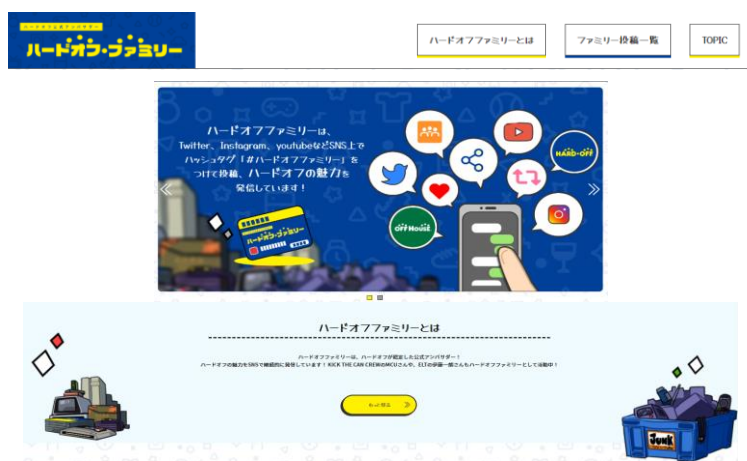 ハードオフ公式アンバサダー
ハードオフ・ファミリー
ハードオフファミリーとは
ファミリー投稿一覧
TOPIC
ハードオフファミリーは、
Twitter、Instagram、youtubeなどSNS上で
ハッシュタグ「#ハードオフファミリー」を
つけて投稿、ハードオフの魅力を
発信しています！
HARD-OFF
OFF HOUSE
ハードオフ・ファミリー
ハードオフファミリーとは
ハードオフファミリーは、ハードオフが認定した公式アンバサダー！
ハードオフの魅力をSNSで継続的に発信しています！ KICK THE CAN CREWのMCUさんや、ELTの伊藤一朗さんもハードオフファミリーとして活動中！
もっと見る
JUNK